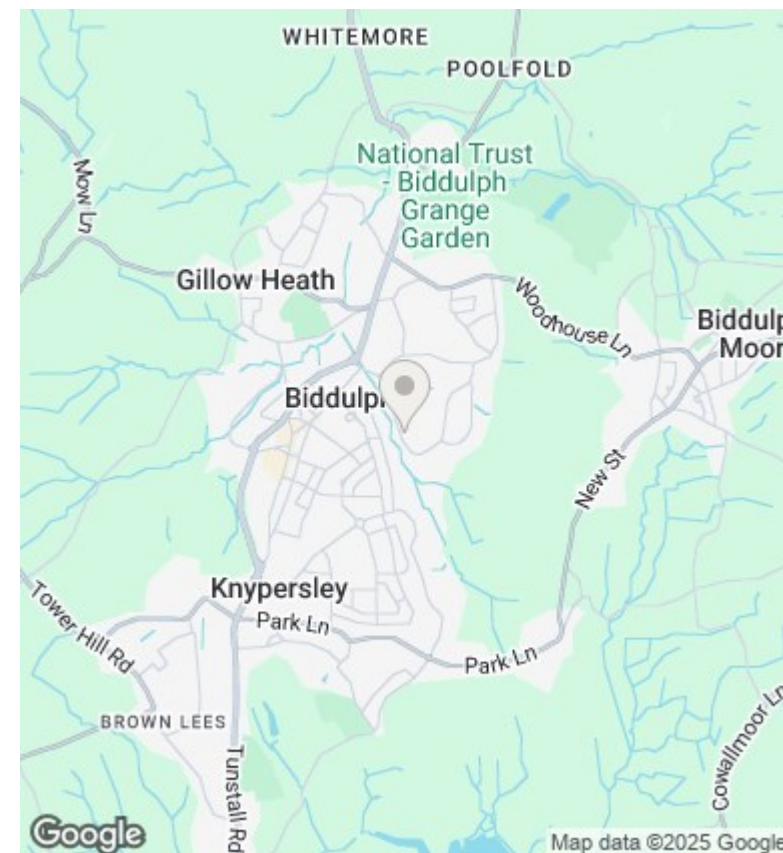 WHITEMORE
POOLFOLD
National Trust
- Biddulph
Grange
Garden
Mow Ln
Gillow Heath
Woodhouse Ln
Biddulp
Moor
Biddulph
New St
Knypersley
Tower Hill Rd
Park Ln
Park Ln
BROWN LEES
Tunstall Rd
Cowallmoor Ln
Google
Map data ©2025 Google